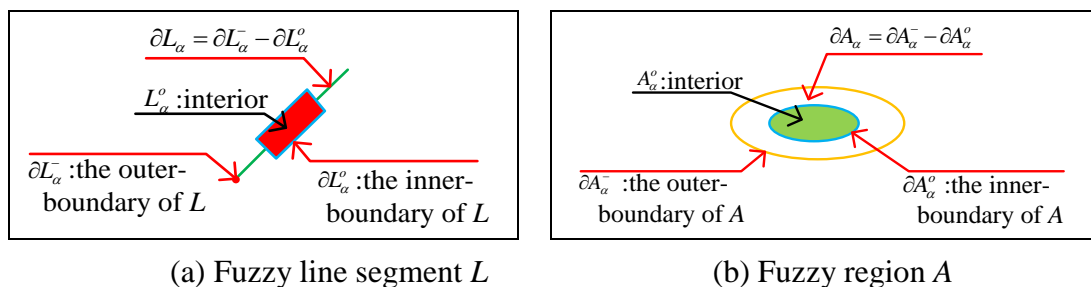 ∂L_α = ∂L_α^- − ∂L_α^o
L_α^o :interior
∂L_α^- :the outer-
boundary of L
∂L_α^o :the inner-
boundary of L
(a) Fuzzy line segment L
∂A_α = ∂A_α^- − ∂A_α^o
A_α^o :interior
∂A_α^- : the outer-
boundary of A
∂A_α^o : the inner-
boundary of A
(b) Fuzzy region A